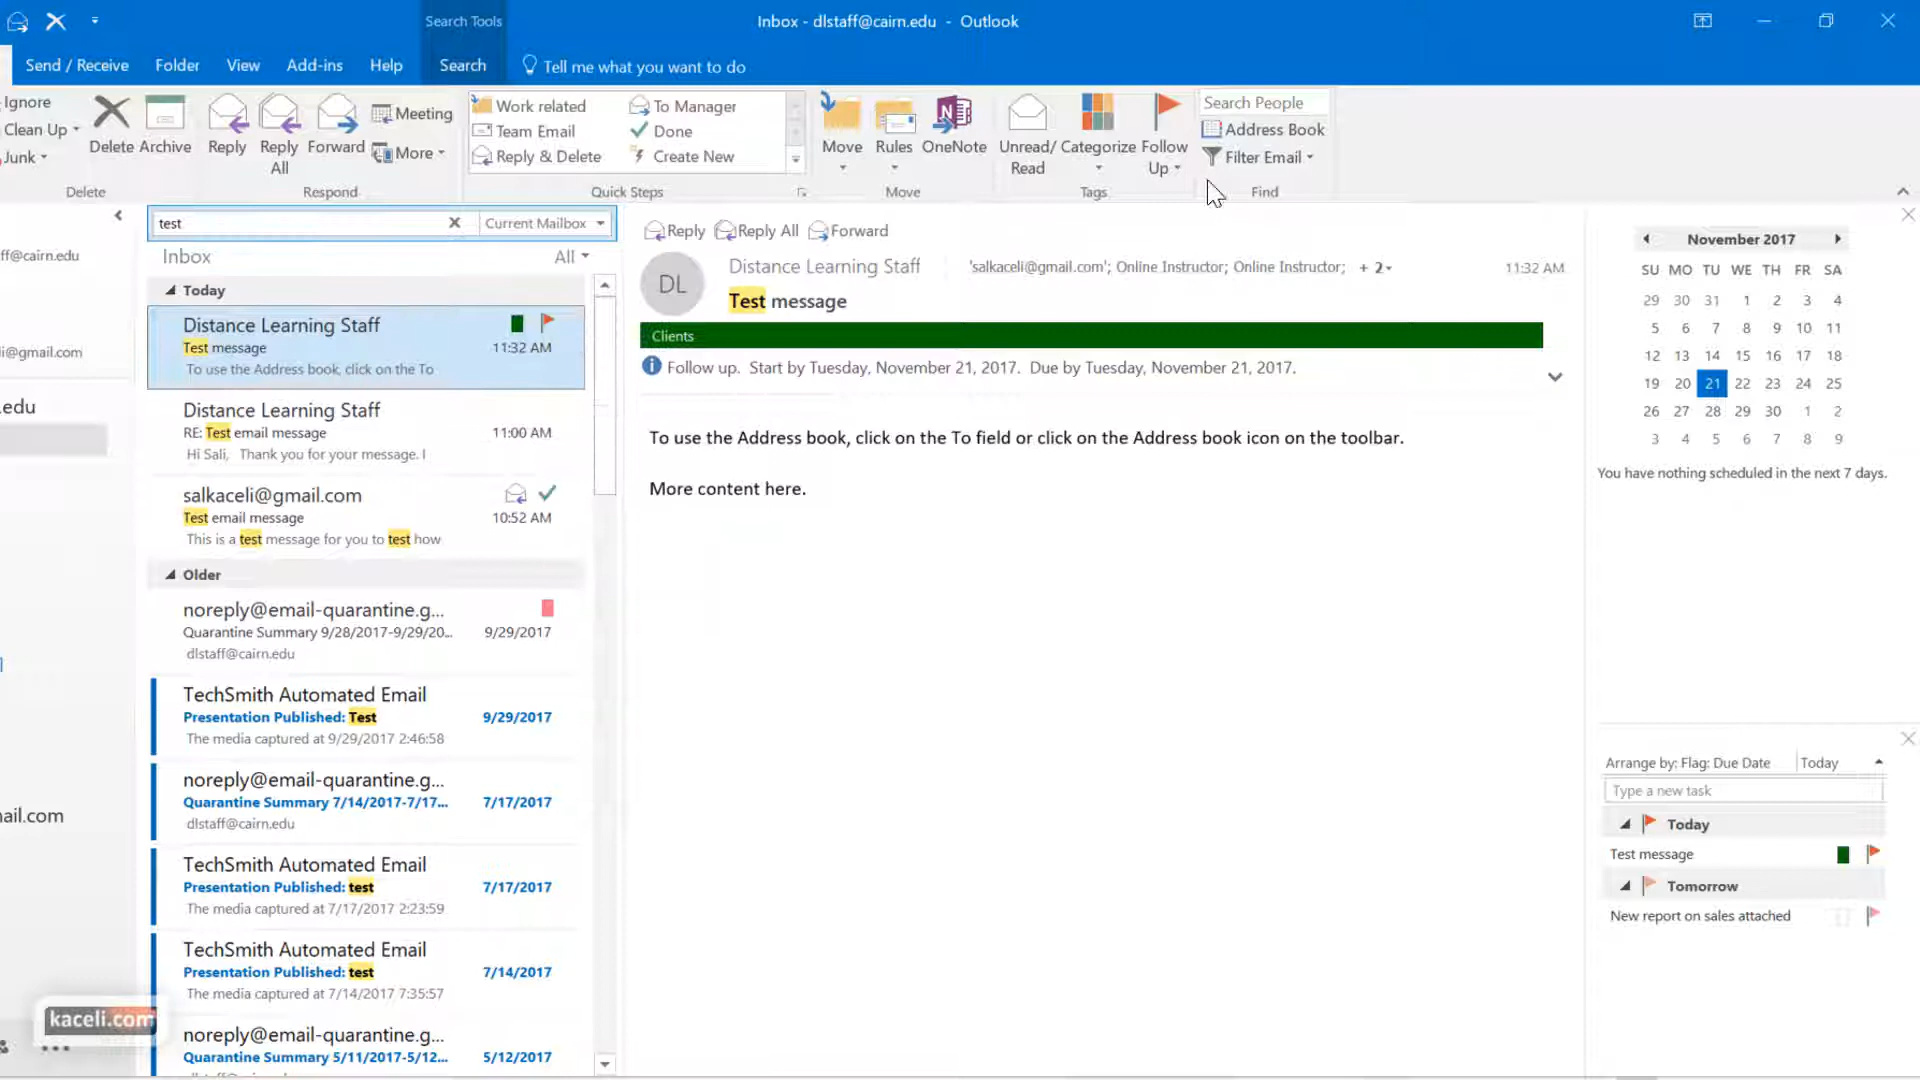 Search Tools
Inbox - dlstaff@cairn.edu - Outlook
Send / Receive
Folder
View
Add-ins
Help
Search
Tell me what you want to do
Ignore
Clean Up
Junk
Delete
Archive
Delete
Reply
Reply
All
Forward
Meeting
More
Respond
Work related
Team Email
Reply & Delete
To Manager
Done
Create New
Quick Steps
Move
Rules
OneNote
Move
Unread/
Read
Categorize
Follow
Up
Tags
Search People
Address Book
Filter Email
Find
ff@cairn.edu
li@gmail.com
.edu
ail.com
test
Current Mailbox
Inbox
All
Today
Distance Learning Staff
Test message
11:32 AM
To use the Address book, click on the To
Distance Learning Staff
RE: Test email message
11:00 AM
Hi Sali, Thank you for your message. I
salkaceli@gmail.com
Test email message
10:52 AM
This is a test message for you to test how
Older
noreply@email-quarantine.g...
Quarantine Summary 9/28/2017-9/29/20...
9/29/2017
dlstaff@cairn.edu
TechSmith Automated Email
Presentation Published: Test
9/29/2017
The media captured at 9/29/2017 2:46:58
noreply@email-quarantine.g...
Quarantine Summary 7/14/2017-7/17...
7/17/2017
dlstaff@cairn.edu
TechSmith Automated Email
Presentation Published: test
7/17/2017
The media captured at 7/17/2017 2:23:59
TechSmith Automated Email
Presentation Published: test
7/14/2017
The media captured at 7/14/2017 7:35:57
noreply@email-quarantine.g...
Quarantine Summary 5/11/2017-5/12...
5/12/2017
kaceli.com
Reply
Reply All
Forward
DL
Distance Learning Staff
'salkaceli@gmail.com'; Online Instructor; Online Instructor;
+ 2
11:32 AM
Test message
Clients
Follow up. Start by Tuesday, November 21, 2017. Due by Tuesday, November 21, 2017.
To use the Address book, click on the To field or click on the Address book icon on the toolbar.
More content here.
November 2017
SU MO TU WE TH FR SA
29 30 31 1 2 3 4
5 6 7 8 9 10 11
12 13 14 15 16 17 18
19 20 21 22 23 24 25
26 27 28 29 30 1 2
3 4 5 6 7 8 9
You have nothing scheduled in the next 7 days.
Arrange by: Flag: Due Date
Today
Type a new task
Today
Test message
Tomorrow
New report on sales attached